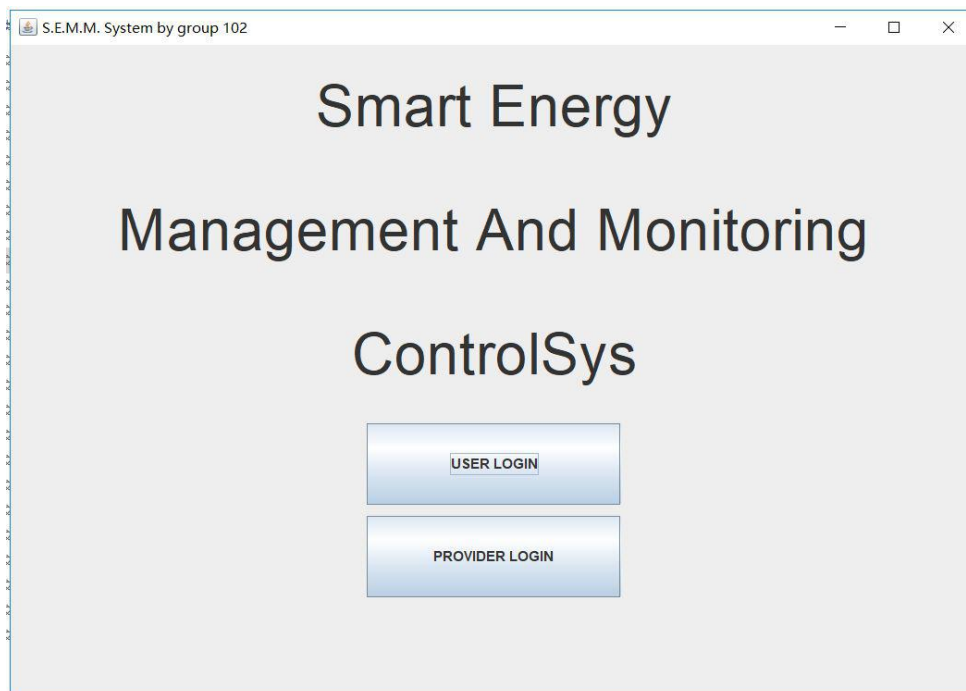 S.E.M.M. System by group 102
Smart Energy
Management And Monitoring
ControlSys
USER LOGIN
PROVIDER LOGIN